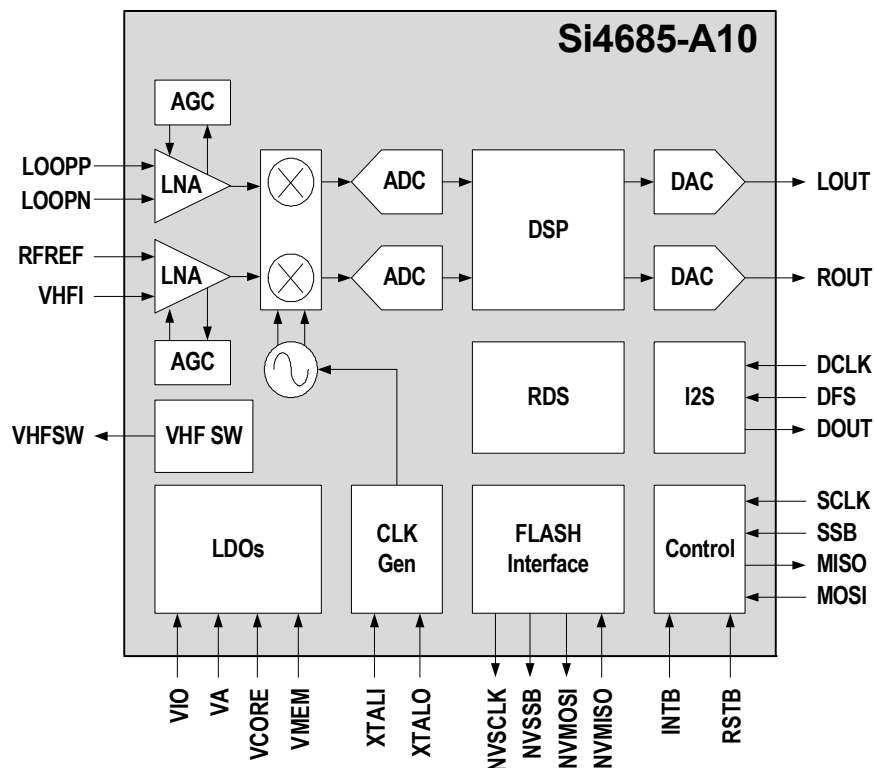 Si4685-A10
AGC
LOOPP
LOOPN
LNA
ADC
DSP
DAC
LOUT
RFREF
VHFI
LNA
ADC
DAC
ROUT
AGC
RDS
I2S
DCLK
DFS
DOUT
VHFSW
VHF SW
LDOs
CLK
Gen
FLASH
Interface
Control
SCLK
SSB
MISO
MOSI
VIO
VA
VCORE
VMEM
XTALI
XTALO
NVSCLK
NVSSB
NVMOSI
NVMISO
INTB
RSTB